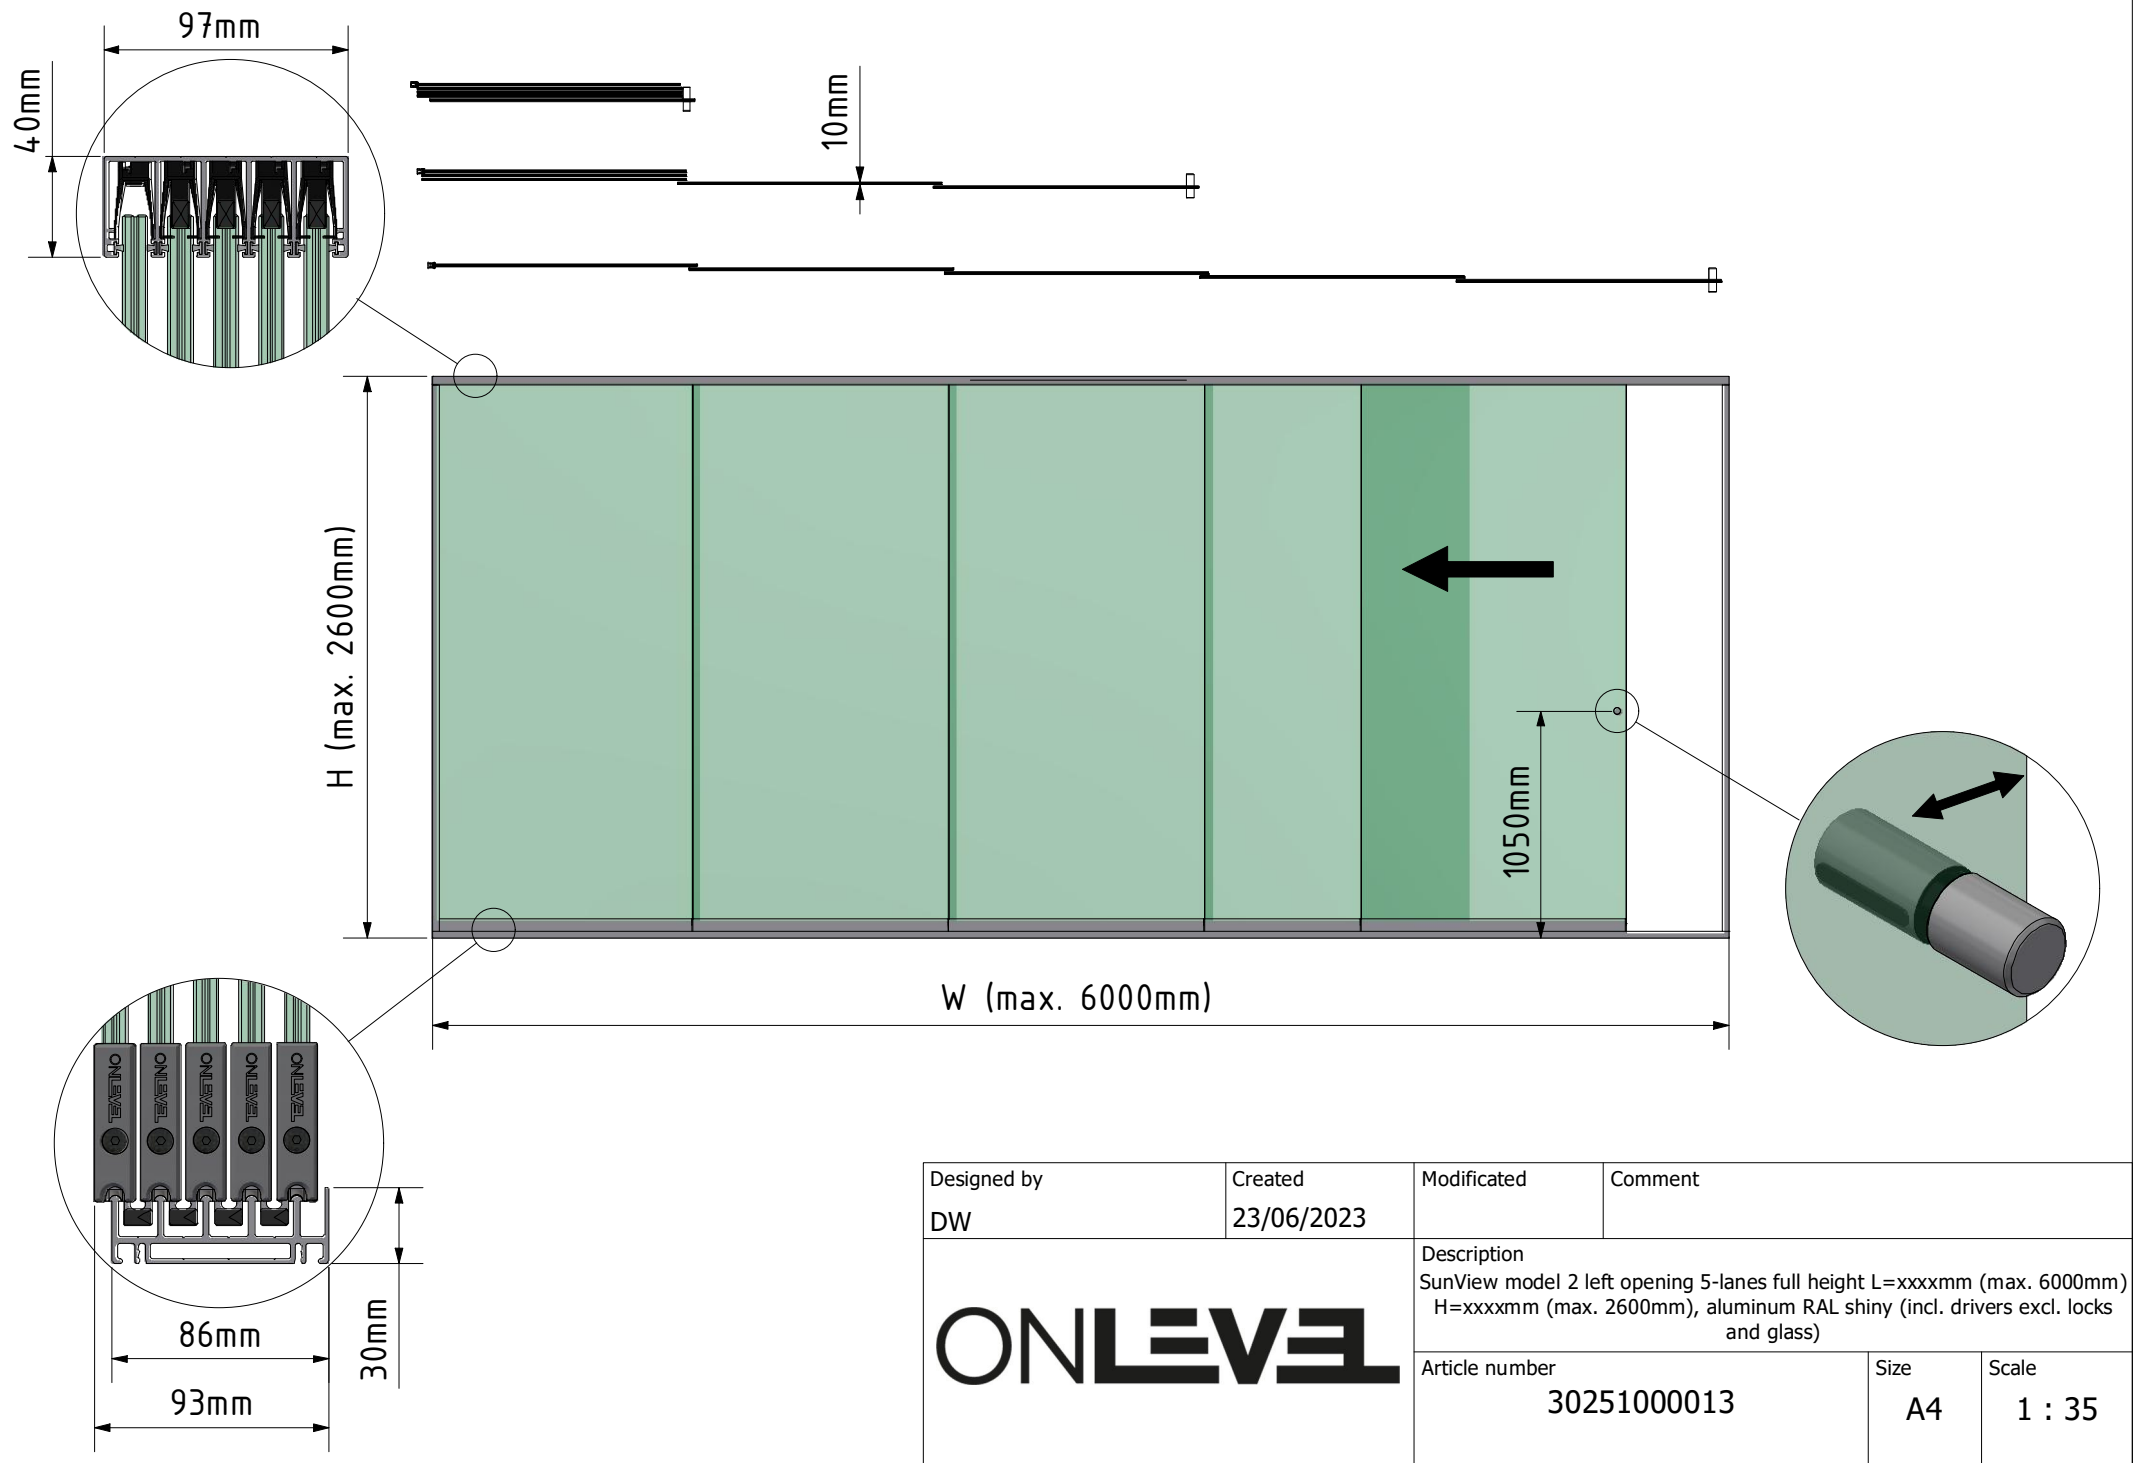 97mm
40mm
10mm
H (max. 2600mm)
1050mm
W (max. 6000mm)
ONLEVEL
ONLEVEL
ONLEVEL
ONLEVEL
ONLEVEL
86mm
93mm
30mm
Designed by
DW
Created
23/06/2023
Modificated
Comment
ONLEVEL
Description
SunView model 2 left opening 5-lanes full height L=xxxxmm (max. 6000mm)
H=xxxxmm (max. 2600mm), aluminum RAL shiny (incl. drivers excl. locks
and glass)
Article number
30251000013
Size
A4
Scale
1 : 35